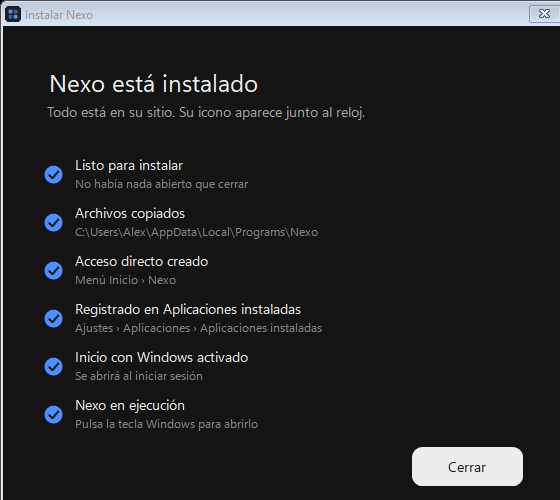 Instalar Nexo
Nexo está instalado
Todo está en su sitio. Su icono aparece junto al reloj.
Listo para instalar
No había nada abierto que cerrar
Archivos copiados
C:\Users\Alex\AppData\Local\Programs\Nexo
Acceso directo creado
Menú Inicio › Nexo
Registrado en Aplicaciones instaladas
Ajustes › Aplicaciones › Aplicaciones instaladas
Inicio con Windows activado
Se abrirá al iniciar sesión
Nexo en ejecución
Pulsa la tecla Windows para abrirlo
Cerrar